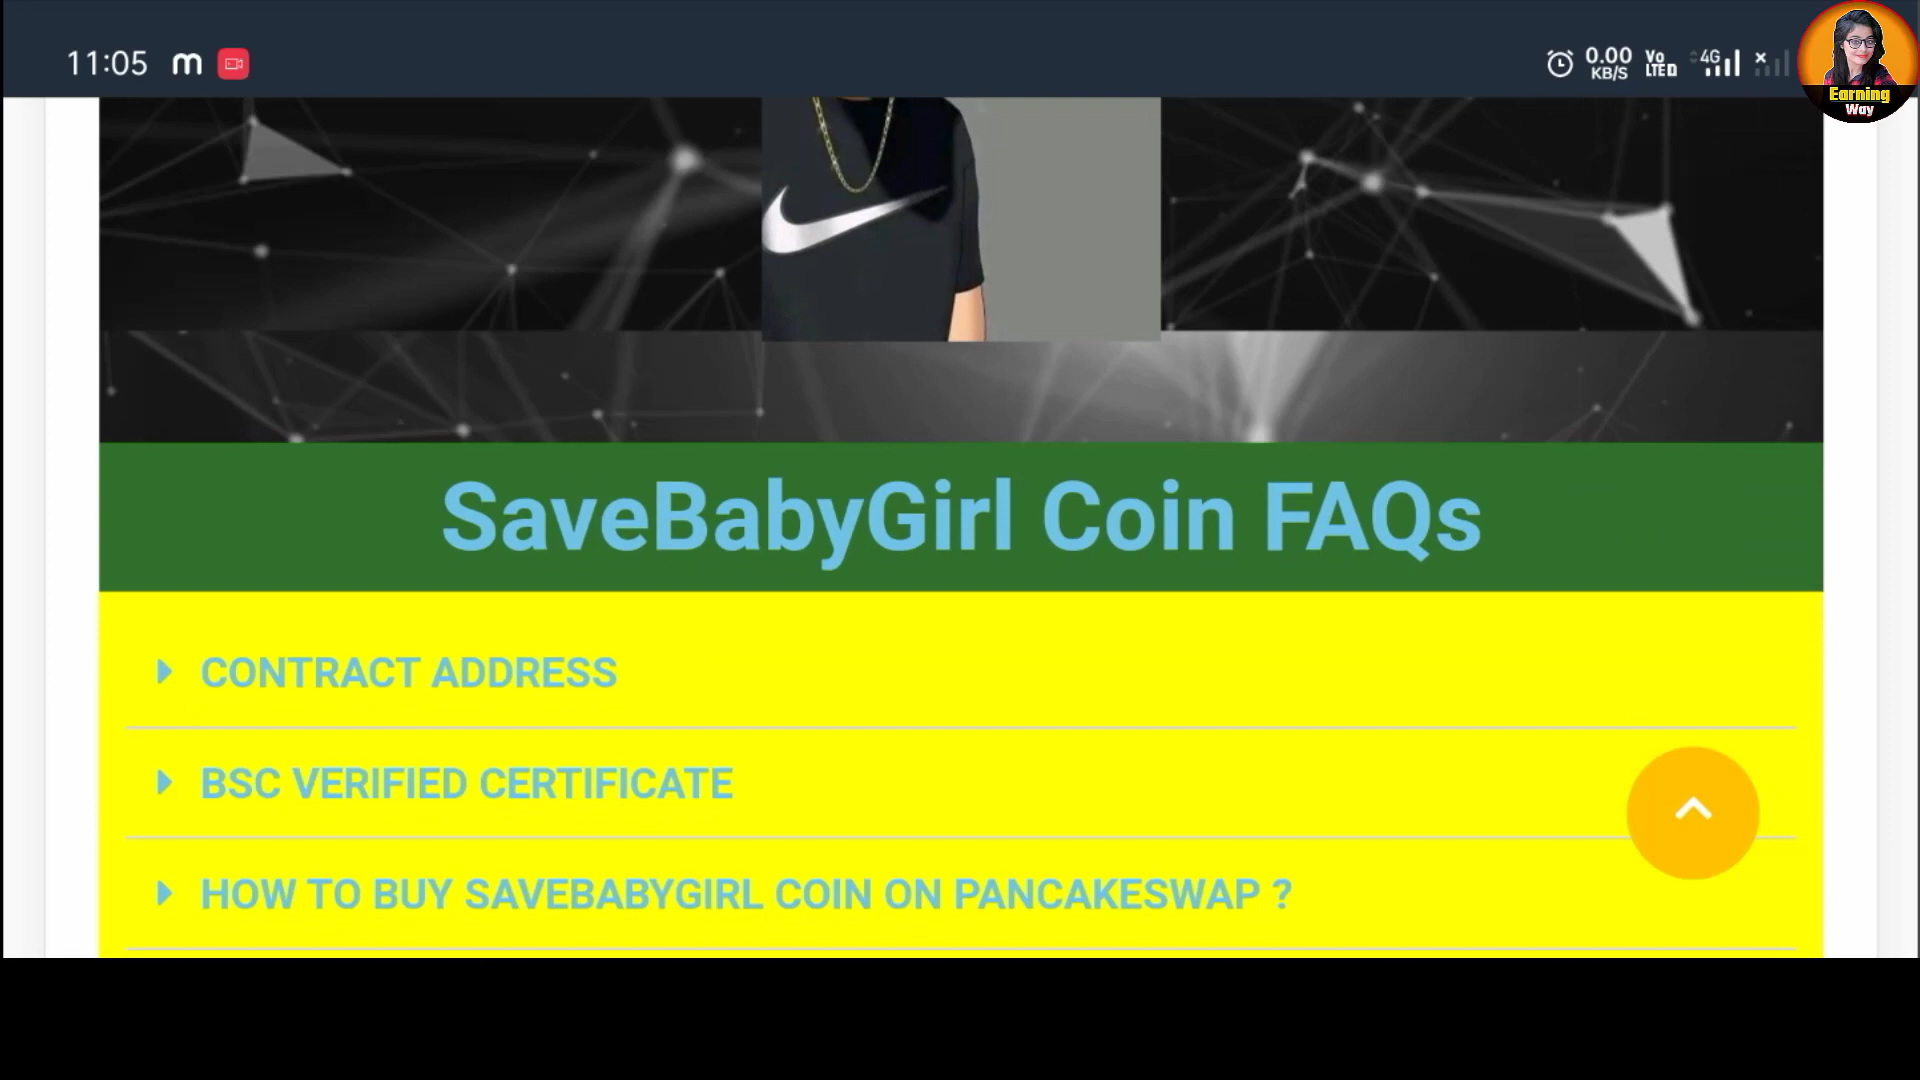 11:05 m
0.00 KB/S Vo LTE 4G
Earning
Way
SaveBabyGirl Coin FAQs
CONTRACT ADDRESS
BSC VERIFIED CERTIFICATE
HOW TO BUY SAVEBABYGIRL COIN ON PANCAKESWAP ?